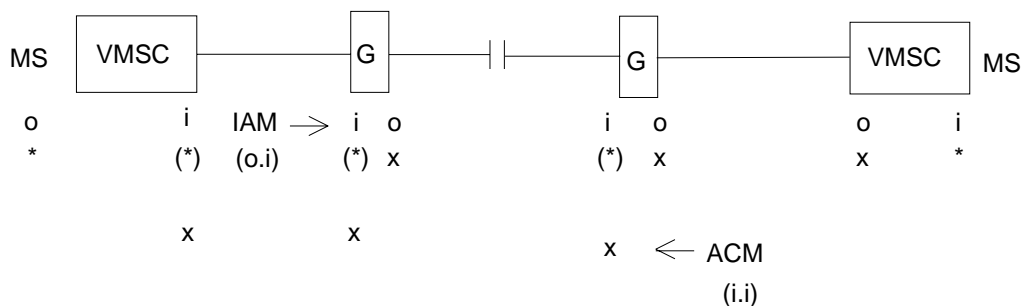 MS VMSC G G VMSC MS
o i IAM i o i o o i
* (*) (o.i) (*) x (*) x x *
x x x ACM
(i.i)